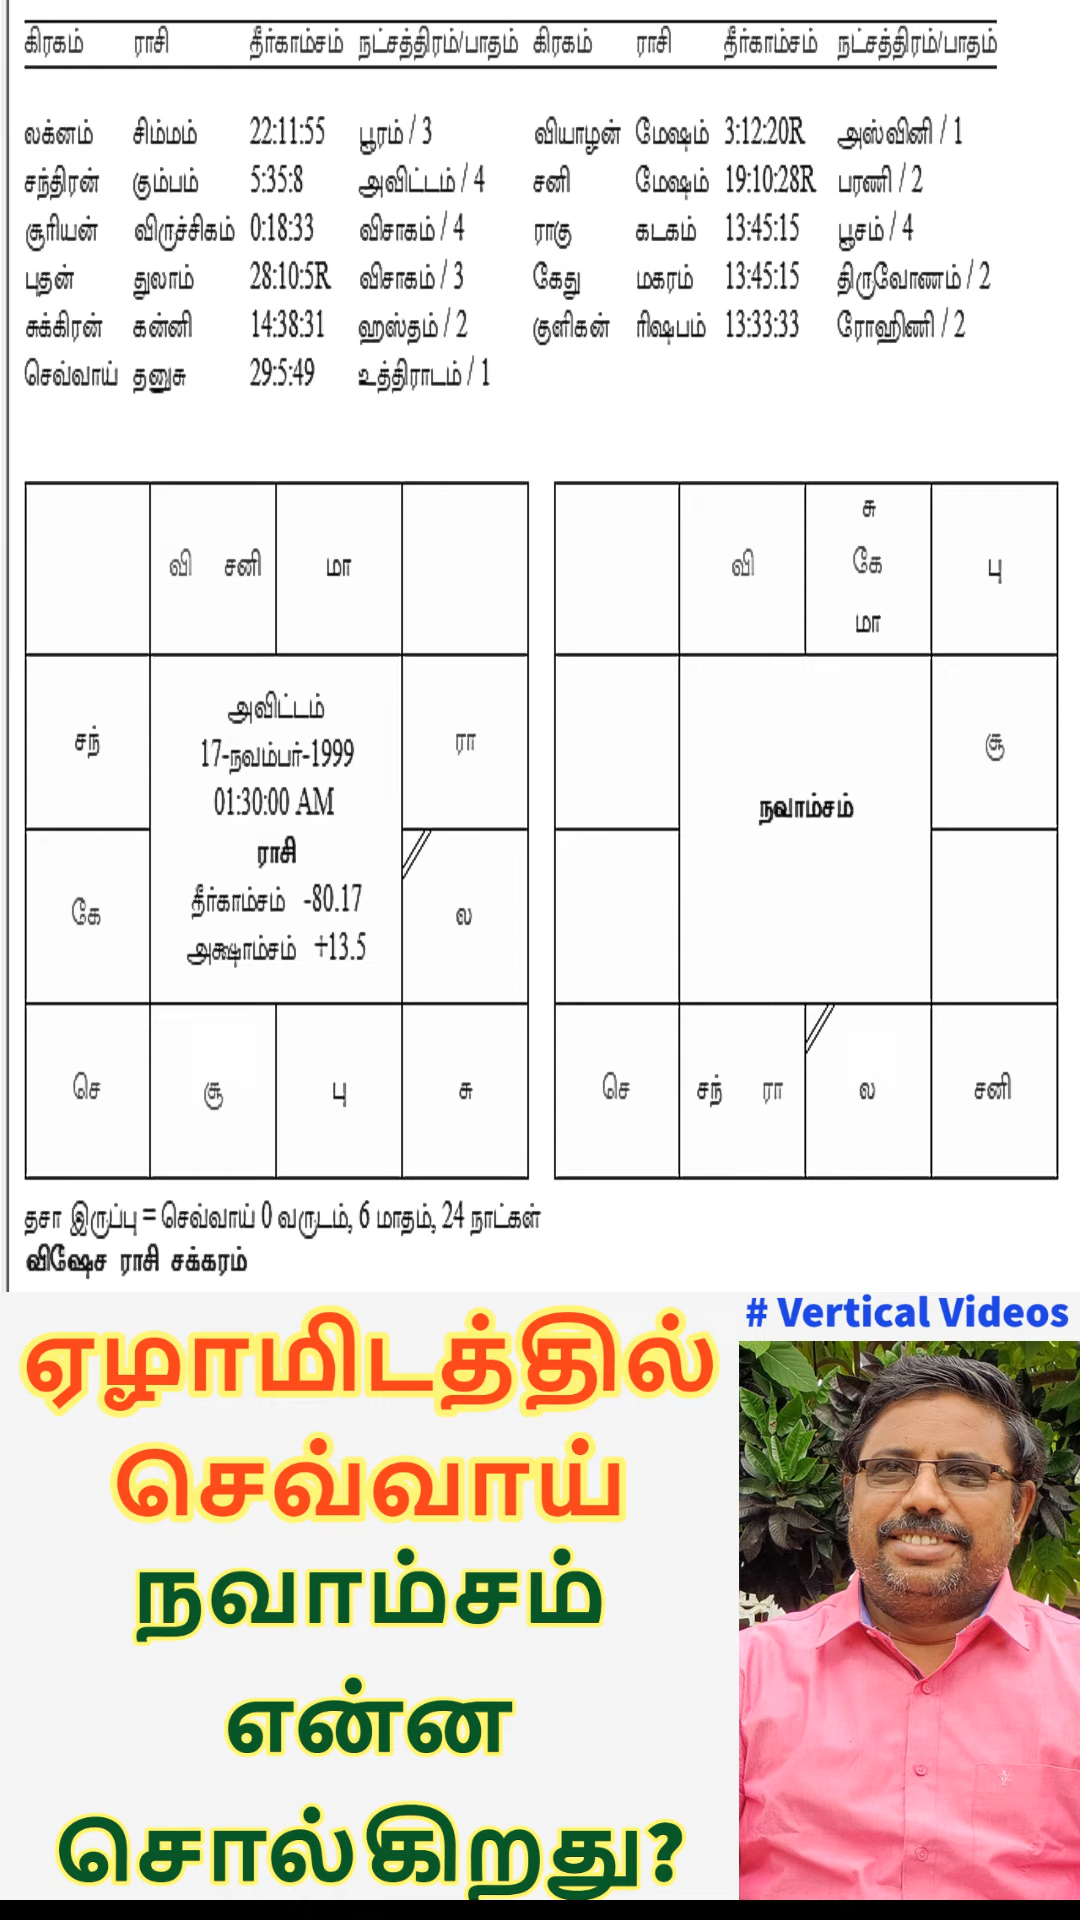 கிரகம் ராசி தீர்காம்சம் நட்சத்திரம்/பாதம் கிரகம் ராசி தீர்காம்சம் நட்சத்திரம்/பாதம்
லக்னம் சிம்மம் 22:11:55 பூரம் / 3 வியாழன் மேஷம் 3:12:20R அஸ்வினி / 1
சந்திரன் கும்பம் 5:35:8 அவிட்டம் / 4 சனி மேஷம் 19:10:28R பரணி / 2
சூரியன் விருச்சிகம் 0:18:33 விசாகம் / 4 ராகு கடகம் 13:45:15 பூசம் / 4
புதன் துலாம் 28:10:5R விசாகம் / 3 கேது மகரம் 13:45:15 திருவோணம் / 2
சுக்கிரன் கன்னி 14:38:31 ஹஸ்தம் / 2 குளிகன் ரிஷபம் 13:33:33 ரோஹிணி / 2
செவ்வாய் தனுசு 29:5:49 உத்திராடம் / 1
வி சனி மா
சந்
அவிட்டம்
17-நவம்பர்-1999
01:30:00 AM
ராசி
தீர்காம்சம் -80.17
அக்ஷாம்சம் +13.5
ரா
கே
ல
செ சூ பு சு
வி
சு
கே
மா
பு
சூ
நவாம்சம்
செ சந் ரா ல சனி
தசா இருப்பு = செவ்வாய் 0 வருடம், 6 மாதம், 24 நாட்கள்
விஷேச ராசி சக்கரம்
# Vertical Videos
ஏழாமிடத்தில்
செவ்வாய்
நவாம்சம்
என்ன
சொல்கிறது?